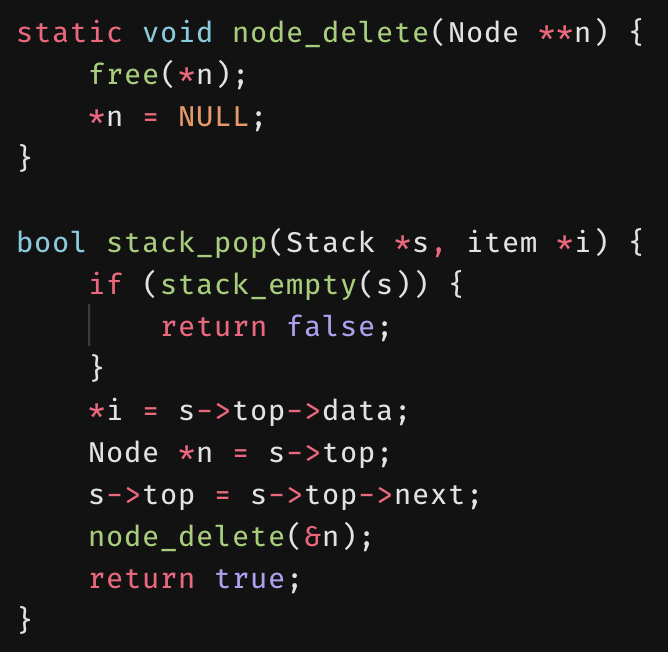 static void node_delete(Node **n) {
    free(*n);
    *n = NULL;
}

bool stack_pop(Stack *s, item *i) {
    if (stack_empty(s)) {
        return false;
    }
    *i = s->top->data;
    Node *n = s->top;
    s->top = s->top->next;
    node_delete(&n);
    return true;
}